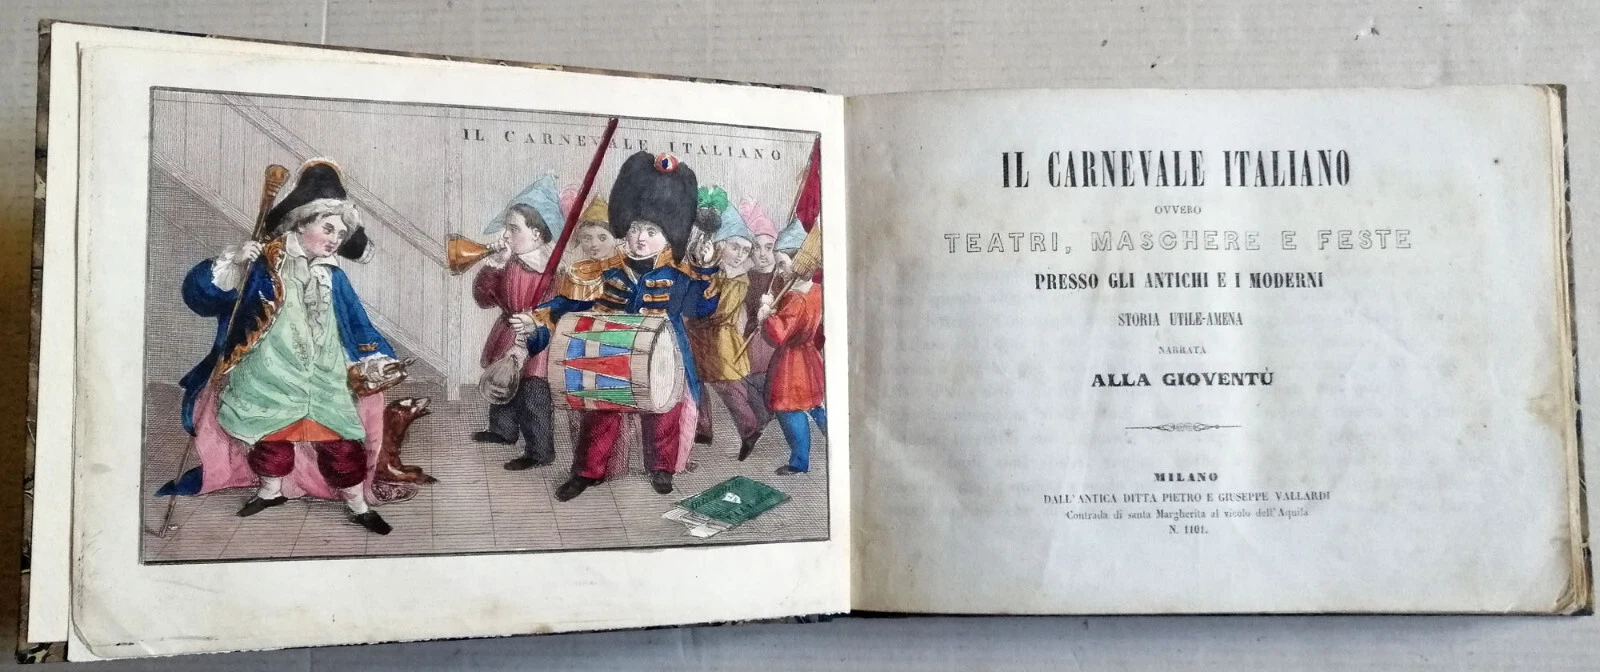 IL CARNEVALE ITALIANO
IL CARNEVALE ITALIANO
OVVERO
TEATRI, MASCHERE E FESTE
PRESSO GLI ANTICHI E I MODERNI
STORIA UTILE-AMENA
NARRATA
ALLA GIOVENTÙ
MILANO
DALL'ANTICA DITTA PIETRO E GIUSEPPE VALLARDI
Contrada di santa Margherita al vicolo dell'Aquila
N. 1101.